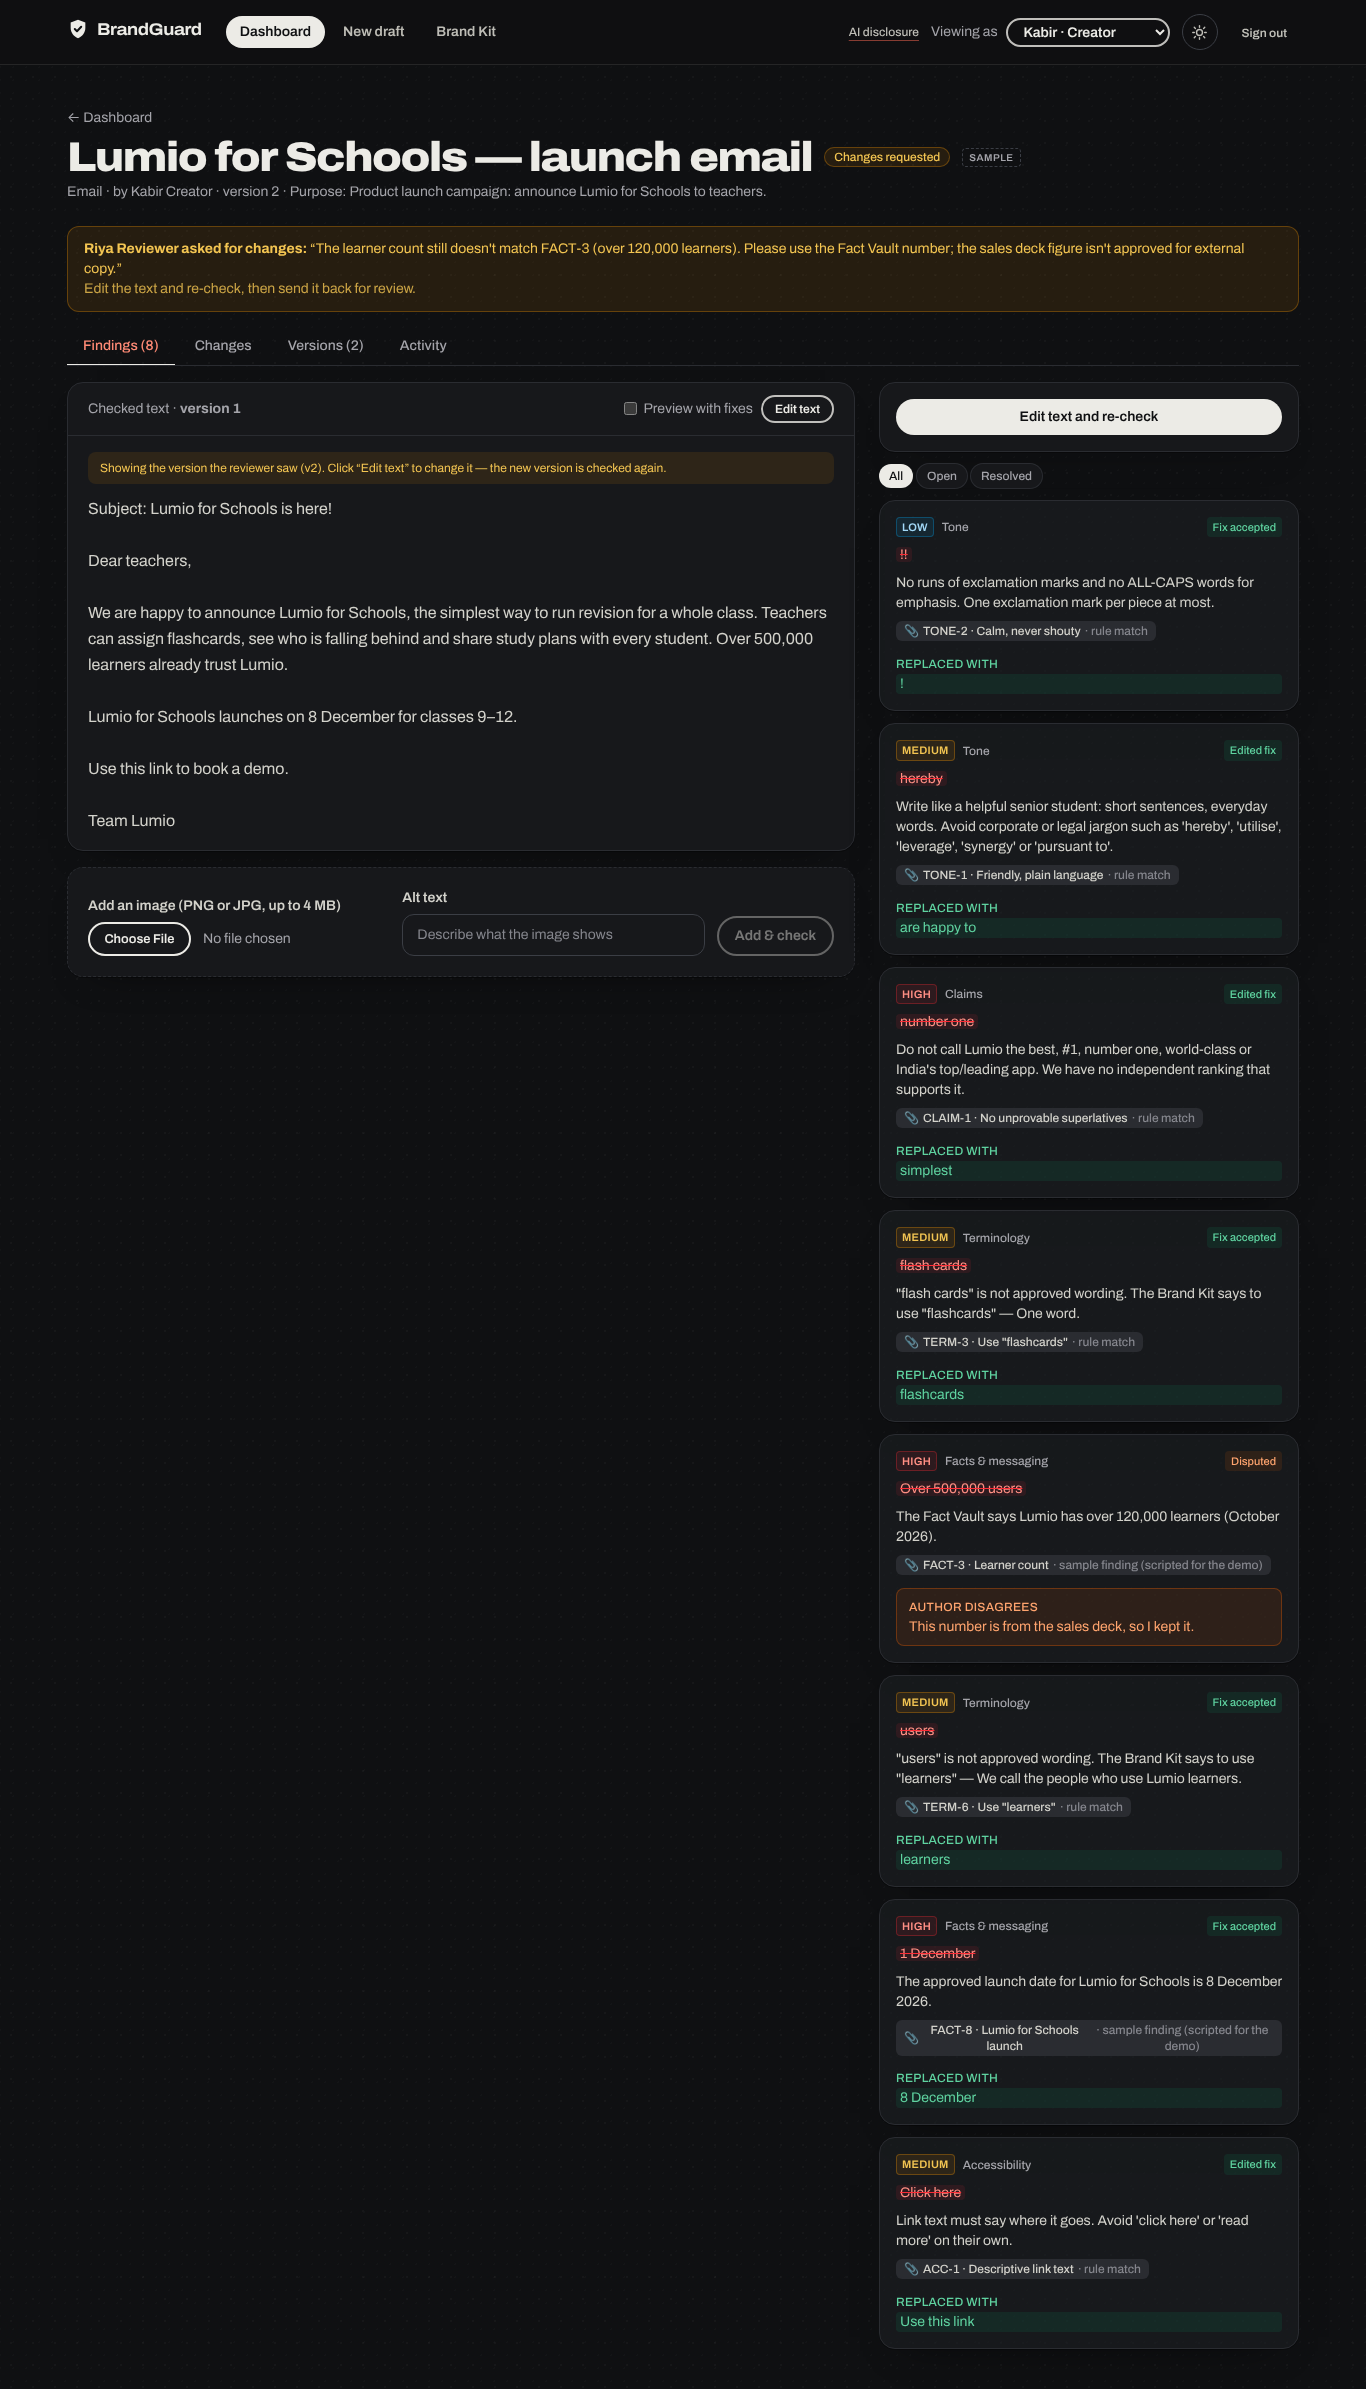 BrandGuard
Dashboard
New draft
Brand Kit
AI disclosure
Viewing as
Kabir · Creator
Sign out
← Dashboard
Lumio for Schools — launch email
Changes requested
SAMPLE
Email · by Kabir Creator · version 2 · Purpose: Product launch campaign: announce Lumio for Schools to teachers.
Riya Reviewer asked for changes: “The learner count still doesn't match FACT-3 (over 120,000 learners). Please use the Fact Vault number; the sales deck figure isn't approved for external
copy.”
Edit the text and re-check, then send it back for review.
Findings (8)
Changes
Versions (2)
Activity
Checked text · version 1
Preview with fixes
Edit text
Showing the version the reviewer saw (v2). Click “Edit text” to change it — the new version is checked again.
Subject: Lumio for Schools is here!
Dear teachers,
We are happy to announce Lumio for Schools, the simplest way to run revision for a whole class. Teachers
can assign flashcards, see who is falling behind and share study plans with every student. Over 500,000
learners already trust Lumio.
Lumio for Schools launches on 8 December for classes 9–12.
Use this link to book a demo.
Team Lumio
Add an image (PNG or JPG, up to 4 MB)
Choose File
No file chosen
Alt text
Describe what the image shows
Add & check
Edit text and re-check
All
Open
Resolved
LOW
Tone
Fix accepted
!!
No runs of exclamation marks and no ALL-CAPS words for
emphasis. One exclamation mark per piece at most.
TONE-2 · Calm, never shouty · rule match
REPLACED WITH
!
MEDIUM
Tone
Edited fix
hereby
Write like a helpful senior student: short sentences, everyday
words. Avoid corporate or legal jargon such as 'hereby', 'utilise',
'leverage', 'synergy' or 'pursuant to'.
TONE-1 · Friendly, plain language · rule match
REPLACED WITH
are happy to
HIGH
Claims
Edited fix
number one
Do not call Lumio the best, #1, number one, world-class or
India's top/leading app. We have no independent ranking that
supports it.
CLAIM-1 · No unprovable superlatives · rule match
REPLACED WITH
simplest
MEDIUM
Terminology
Fix accepted
flash cards
"flash cards" is not approved wording. The Brand Kit says to
use "flashcards" — One word.
TERM-3 · Use "flashcards" · rule match
REPLACED WITH
flashcards
HIGH
Facts & messaging
Disputed
Over 500,000 users
The Fact Vault says Lumio has over 120,000 learners (October
2026).
FACT-3 · Learner count · sample finding (scripted for the demo)
AUTHOR DISAGREES
This number is from the sales deck, so I kept it.
MEDIUM
Terminology
Fix accepted
users
"users" is not approved wording. The Brand Kit says to use
"learners" — We call the people who use Lumio learners.
TERM-6 · Use "learners" · rule match
REPLACED WITH
learners
HIGH
Facts & messaging
Fix accepted
1 December
The approved launch date for Lumio for Schools is 8 December
2026.
FACT-8 · Lumio for Schools launch · sample finding (scripted for the demo)
REPLACED WITH
8 December
MEDIUM
Accessibility
Edited fix
Click here
Link text must say where it goes. Avoid 'click here' or 'read
more' on their own.
ACC-1 · Descriptive link text · rule match
REPLACED WITH
Use this link